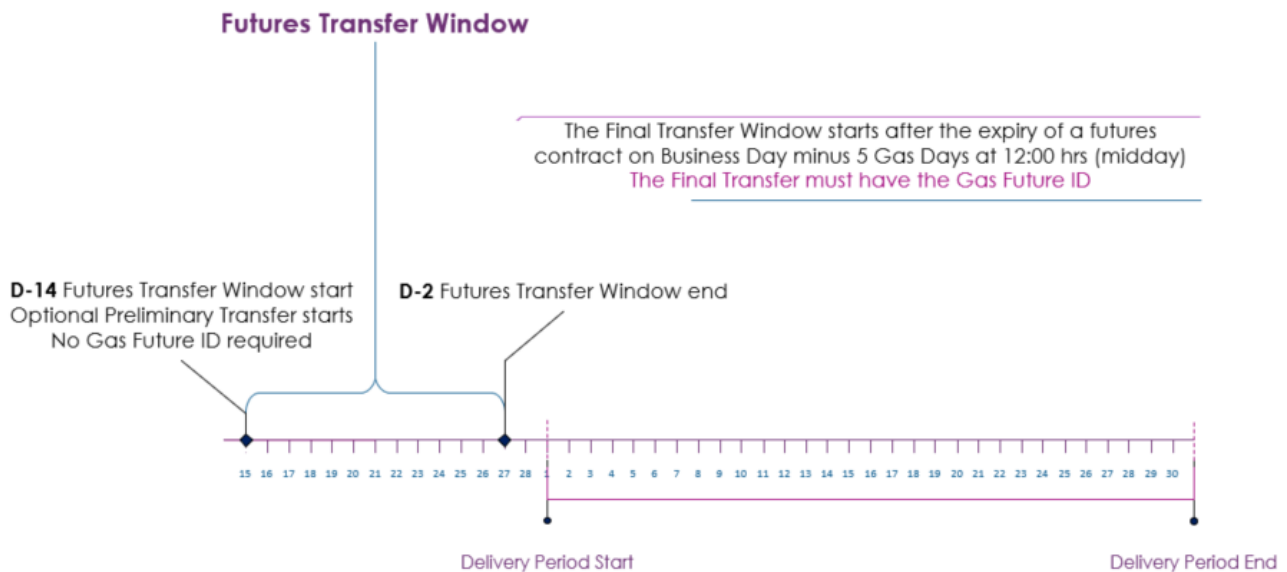 Futures Transfer Window
The Final Transfer Window starts after the expiry of a futures
contract on Business Day minus 5 Gas Days at 12:00 hrs (midday)
The Final Transfer must have the Gas Future ID
D-14 Futures Transfer Window start
Optional Preliminary Transfer starts
No Gas Future ID required
D-2 Futures Transfer Window end
15 16 17 18 19 20 21 22 23 24 25 26 27 28 1 2 3 4 5 6 7 8 9 10 11 12 13 14 15 16 17 18 19 20 21 22 23 24 25 26 27 28 29 30
Delivery Period Start
Delivery Period End